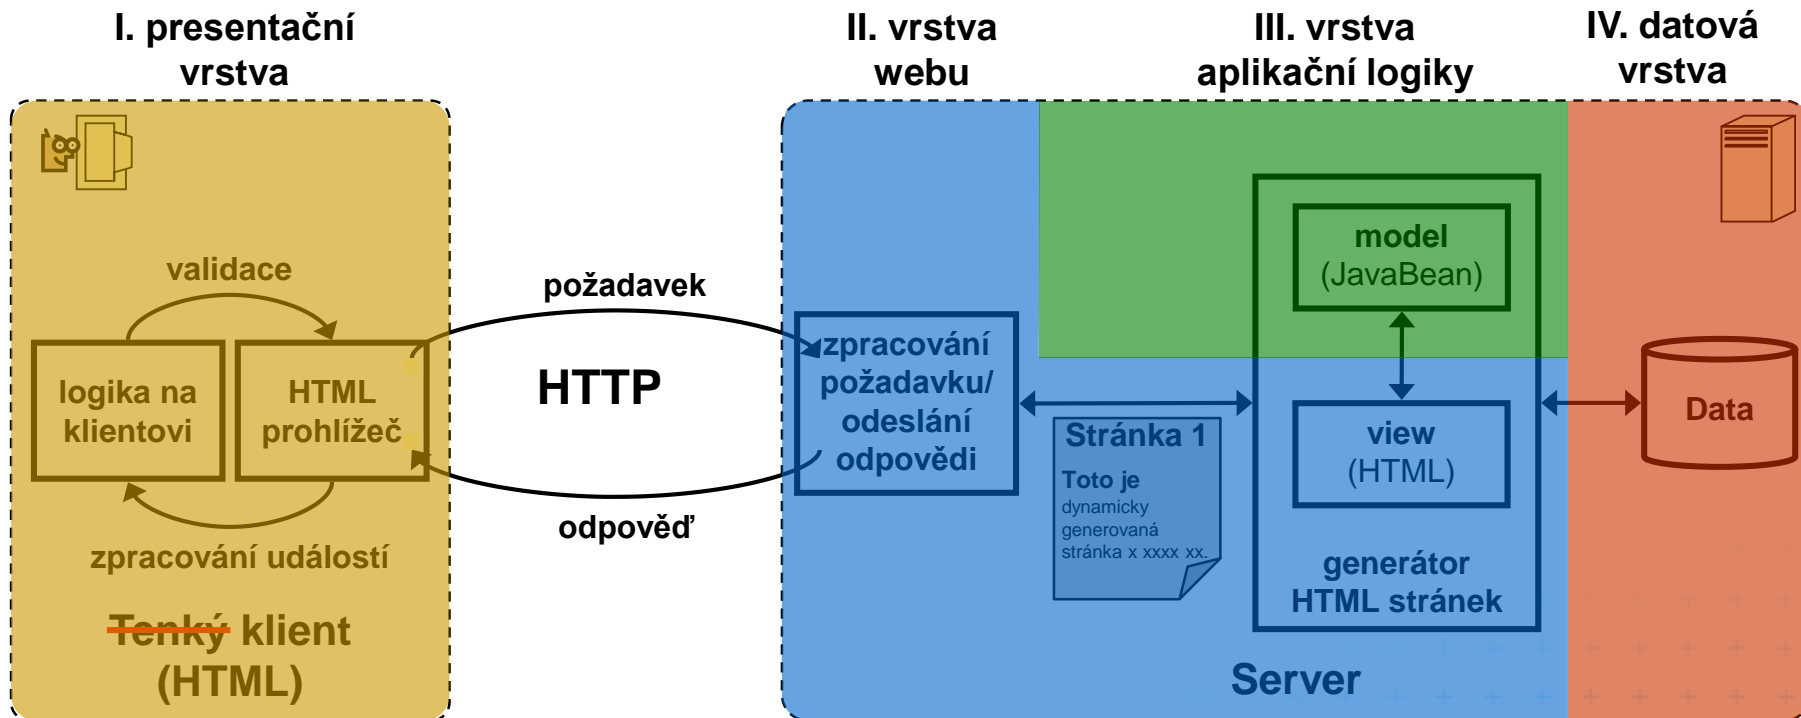 I. presentační
vrstva
II. vrstva
webu
III. vrstva
aplikační logiky
IV. datová
vrstva
validace
logika na
klientovi
HTML
prohlížeč
zpracování událostí
Tenký klient
(HTML)
požadavek
HTTP
odpověď
zpracování
požadavku/
odeslání
odpovědi
Stránka 1
Toto je
dynamicky
generovaná
stránka x xxxx xx.
model
(JavaBean)
view
(HTML)
generátor
HTML stránek
Server
Data